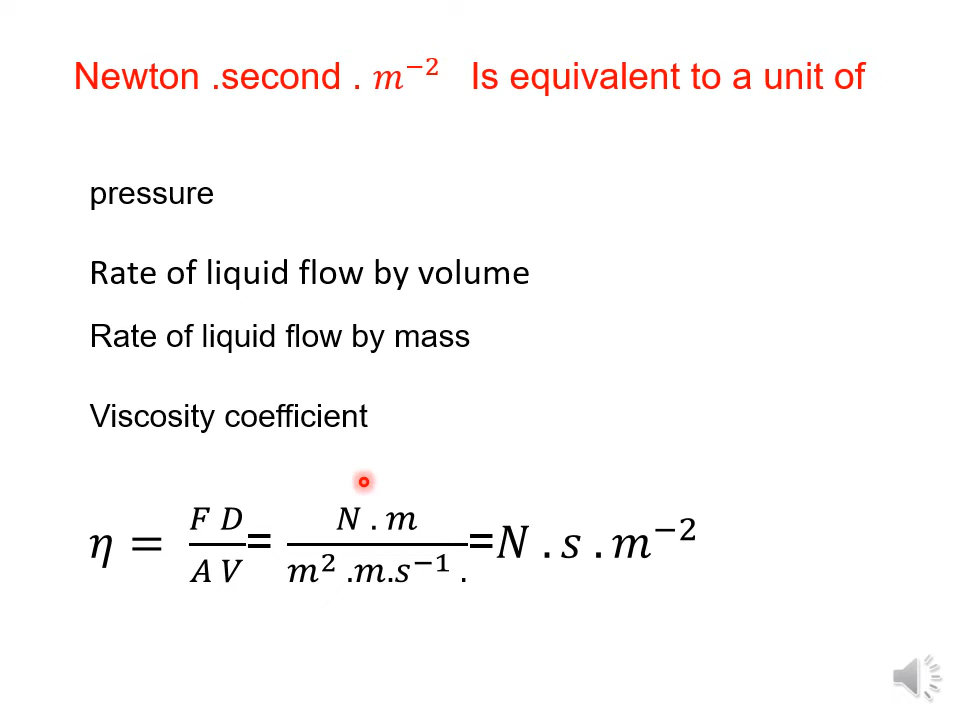 Newton .second . m⁻² Is equivalent to a unit of
pressure
Rate of liquid flow by volume
Rate of liquid flow by mass
Viscosity coefficient
η = F D / A V = N . m / m² .m.s⁻¹ . = N . s . m⁻²